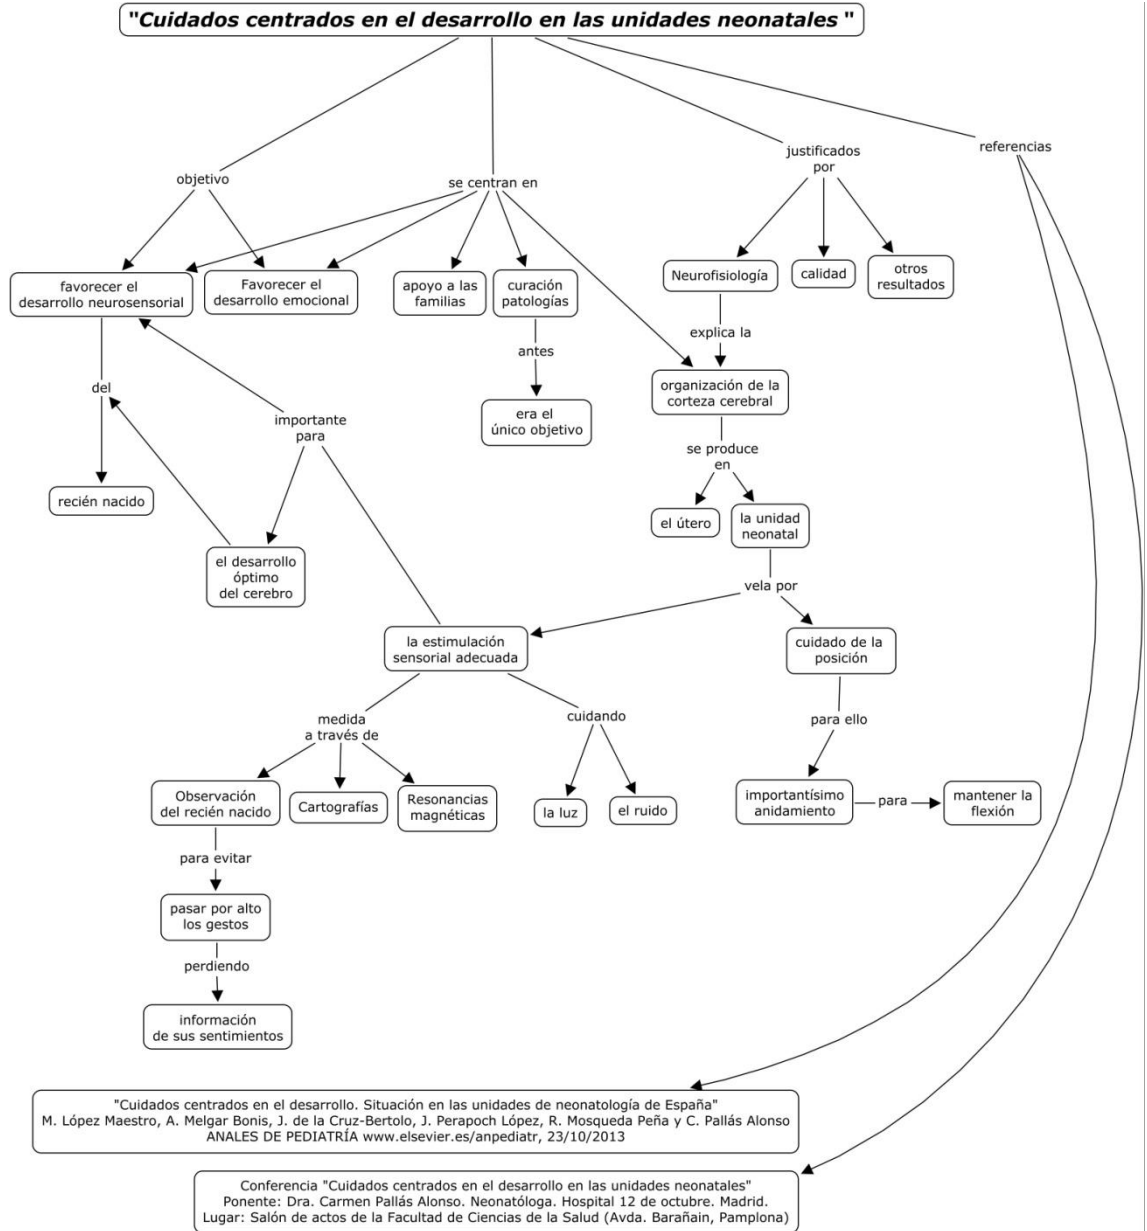 "Cuidados centrados en el desarrollo en las unidades neonatales "
objetivo
se centran en
justificados
por
referencias
favorecer el
desarrollo neurosensorial
Favorecer el
desarrollo emocional
apoyo a las
familias
curación
patologías
Neurofisiología
calidad
otros
resultados
explica la
antes
del
organización de la
corteza cerebral
era el
único objetivo
importante
para
se produce
en
recién nacido
el útero
la unidad
neonatal
el desarrollo
óptimo
del cerebro
vela por
la estimulación
sensorial adecuada
cuidado de la
posición
medida
a través de
cuidando
para ello
Observación
del recién nacido
Cartografías
Resonancias
magnéticas
la luz
el ruido
importantísimo
anidamiento
para
mantener la
flexión
para evitar
pasar por alto
los gestos
perdiendo
información
de sus sentimientos
"Cuidados centrados en el desarrollo. Situación en las unidades de neonatología de España"
M. López Maestro, A. Melgar Bonis, J. de la Cruz-Bertolo, J. Perapoch López, R. Mosqueda Peña y C. Pallás Alonso
ANALES DE PEDIATRÍA www.elsevier.es/anpediatr, 23/10/2013
Conferencia "Cuidados centrados en el desarrollo en las unidades neonatales"
Ponente: Dra. Carmen Pallás Alonso. Neonatóloga. Hospital 12 de octubre. Madrid.
Lugar: Salón de actos de la Facultad de Ciencias de la Salud (Avda. Barañain, Pamplona)